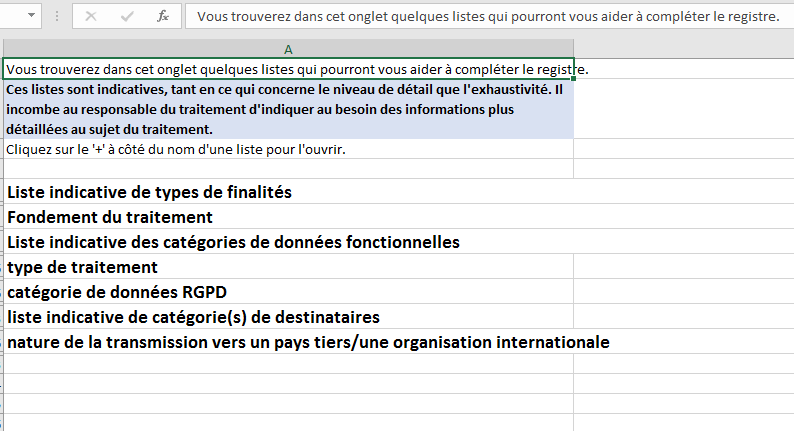 fx
Vous trouverez dans cet onglet quelques listes qui pourront vous aider à compléter le registre.
A
Vous trouverez dans cet onglet quelques listes qui pourront vous aider à compléter le registre.
Ces listes sont indicatives, tant en ce qui concerne le niveau de détail que l'exhaustivité. Il
incombe au responsable du traitement d'indiquer au besoin des informations plus
détaillées au sujet du traitement.
Cliquez sur le '+' à côté du nom d'une liste pour l'ouvrir.
Liste indicative de types de finalités
Fondement du traitement
Liste indicative des catégories de données fonctionnelles
type de traitement
catégorie de données RGPD
liste indicative de catégorie(s) de destinataires
nature de la transmission vers un pays tiers/une organisation internationale